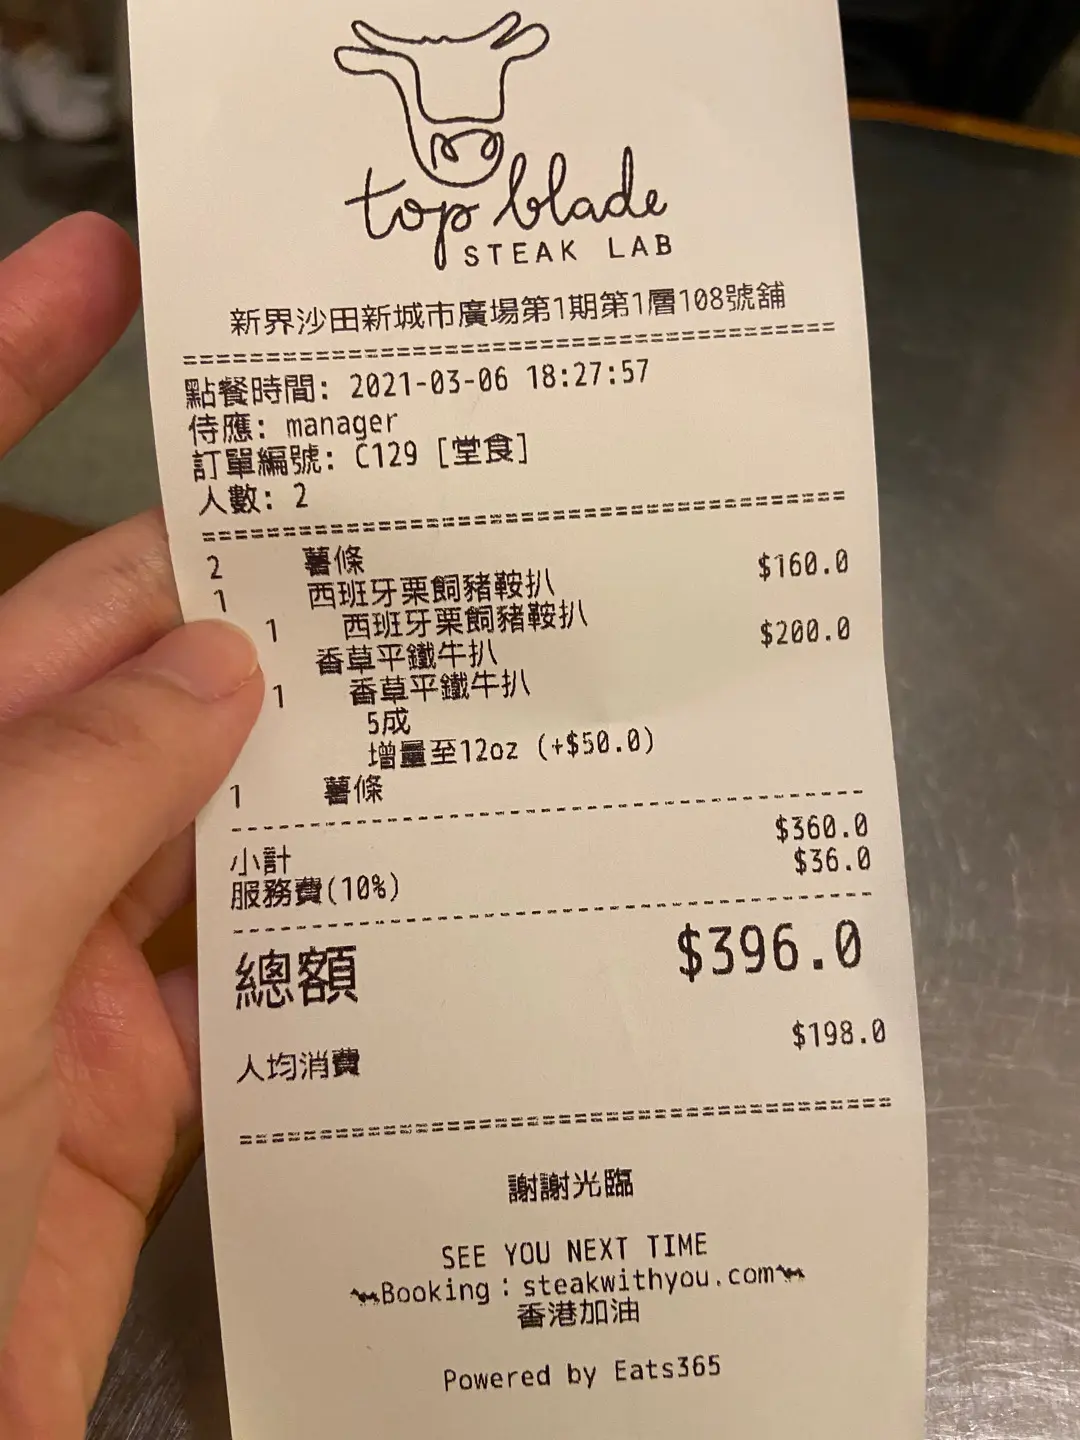 top blade
STEAK LAB
新界沙田新城市廣場第1期第1層108號舖
================================================
點餐時間: 2021-03-06 18:27:57
侍應: manager
訂單編號: C129 [堂食]
人數: 2
================================================
2 薯條
1 西班牙栗飼豬鞍扒 $160.0
1 西班牙栗飼豬鞍扒
香草平鐵牛扒 $200.0
1 香草平鐵牛扒
5成
增量至12oz (+$50.0)
1 薯條
------------------------------------------------
小計 $360.0
服務費(10%) $36.0
------------------------------------------------
總額 $396.0
人均消費 $198.0
================================================
謝謝光臨
SEE YOU NEXT TIME
🐄Booking：steakwithyou.com🐄
香港加油
Powered by Eats365